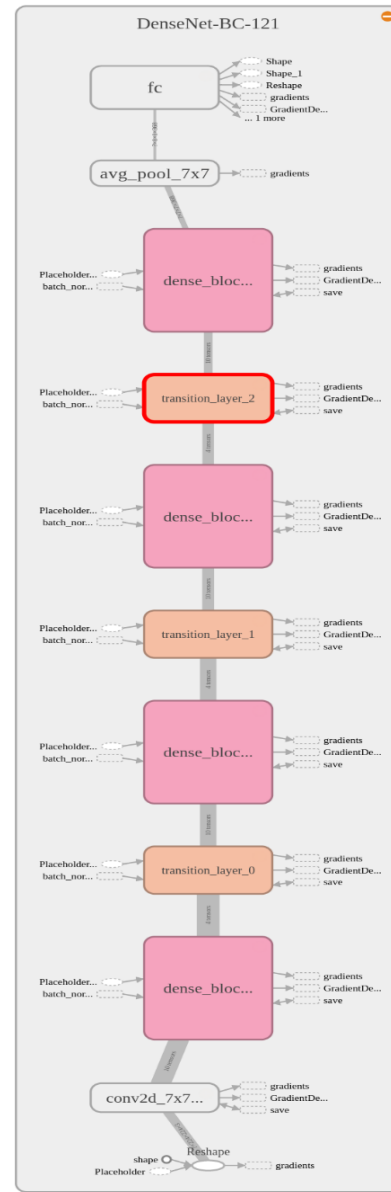 DenseNet-BC-121
fc
Shape
Shape_1
Reshape
gradients
GradientDe...
... 1 more
avg_pool_7x7
gradients
Placeholder...
batch_nor...
dense_bloc...
gradients
GradientDe...
save
Placeholder...
batch_nor...
transition_layer_2
gradients
GradientDe...
save
Placeholder...
batch_nor...
dense_bloc...
gradients
GradientDe...
save
Placeholder...
batch_nor...
transition_layer_1
gradients
GradientDe...
save
Placeholder...
batch_nor...
dense_bloc...
gradients
GradientDe...
save
Placeholder...
batch_nor...
transition_layer_0
gradients
GradientDe...
save
Placeholder...
batch_nor...
dense_bloc...
gradients
GradientDe...
save
conv2d_7x7...
gradients
GradientDe...
save
Reshape
shape
Placeholder
gradients